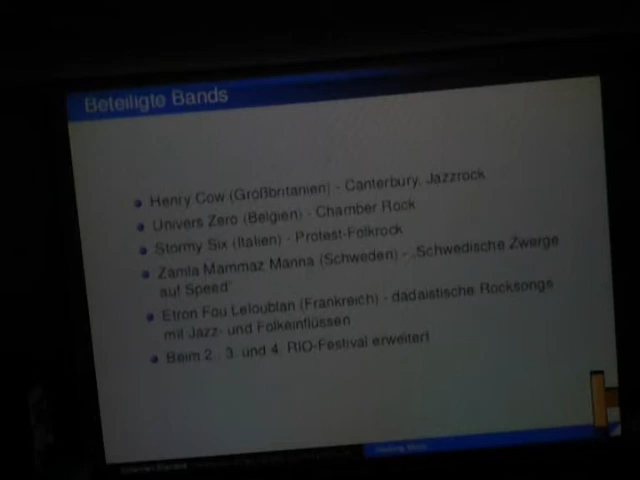 Beteiligte Bands
Henry Cow (Großbritanien) - Canterbury, Jazzrock
Univers Zero (Belgien) - Chamber Rock
Stormy Six (Italien) - Protest-Folkrock
Zamla Mammaz Manna (Schweden) - „Schwedische Zwerge
auf Speed“
Etron Fou Leloublan (Frankreich) - dadaistische Rocksongs
mit Jazz- und Folkeinflüssen
Beim 2., 3. und 4. RIO-Festival erweitert